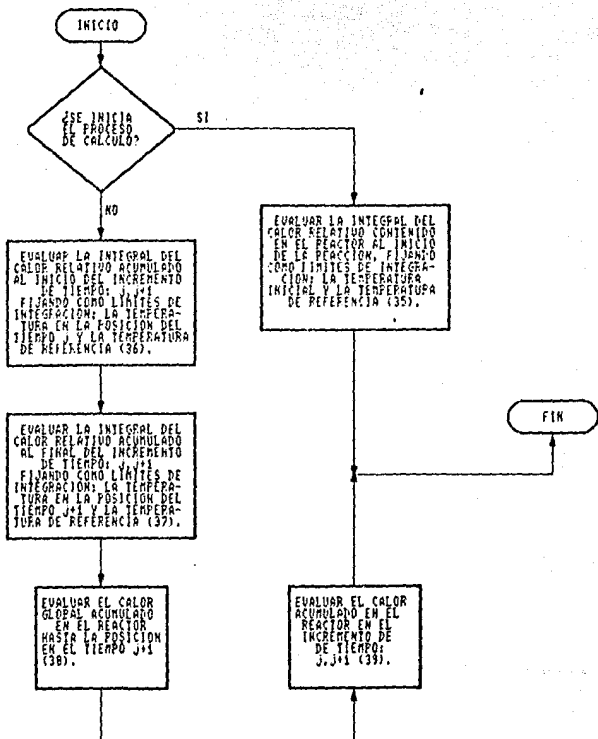 INICIO
¿SE INICIA
EL PROCESO
DE CALCULO?
SI
NO
EVALUAR LA INTEGRAL DEL
CALOR RELATIVO CONTENIDO
EN EL REACTOR AL INICIO
DE LA REACCION, FIJANDO
COMO LIMITES DE INTEGRA-
CION: LA TEMPERATURA
INICIAL Y LA TEMPERATURA
DE REFERENCIA (35).
EVALUAR LA INTEGRAL DEL
CALOR RELATIVO ACUMULADO
AL INICIO DEL INCREMENTO
DE TIEMPO: j,j+1
FIJANDO COMO LIMITES DE
INTEGRACION: LA TEMPERA-
TURA EN LA POSICION DEL
TIEMPO j Y LA TEMPERATURA
DE REFERENCIA (36).
FIN
EVALUAR LA INTEGRAL DEL
CALOR RELATIVO ACUMULADO
AL FINAL DEL INCREMENTO
DE TIEMPO: j,j+1
FIJANDO COMO LIMITES DE
INTEGRACION: LA TEMPERA-
TURA EN LA POSICION DEL
TIEMPO j+1 Y LA TEMPERA-
TURA DE REFERENCIA (37).
EVALUAR EL CALOR
GLOBAL ACUMULADO
EN EL REACTOR
HASTA LA POSICION
EN EL TIEMPO j+1
(38).
EVALUAR EL CALOR
ACUMULADO EN EL
REACTOR EN EL
INCREMENTO DE
DE TIEMPO:
j,j+1 (39).